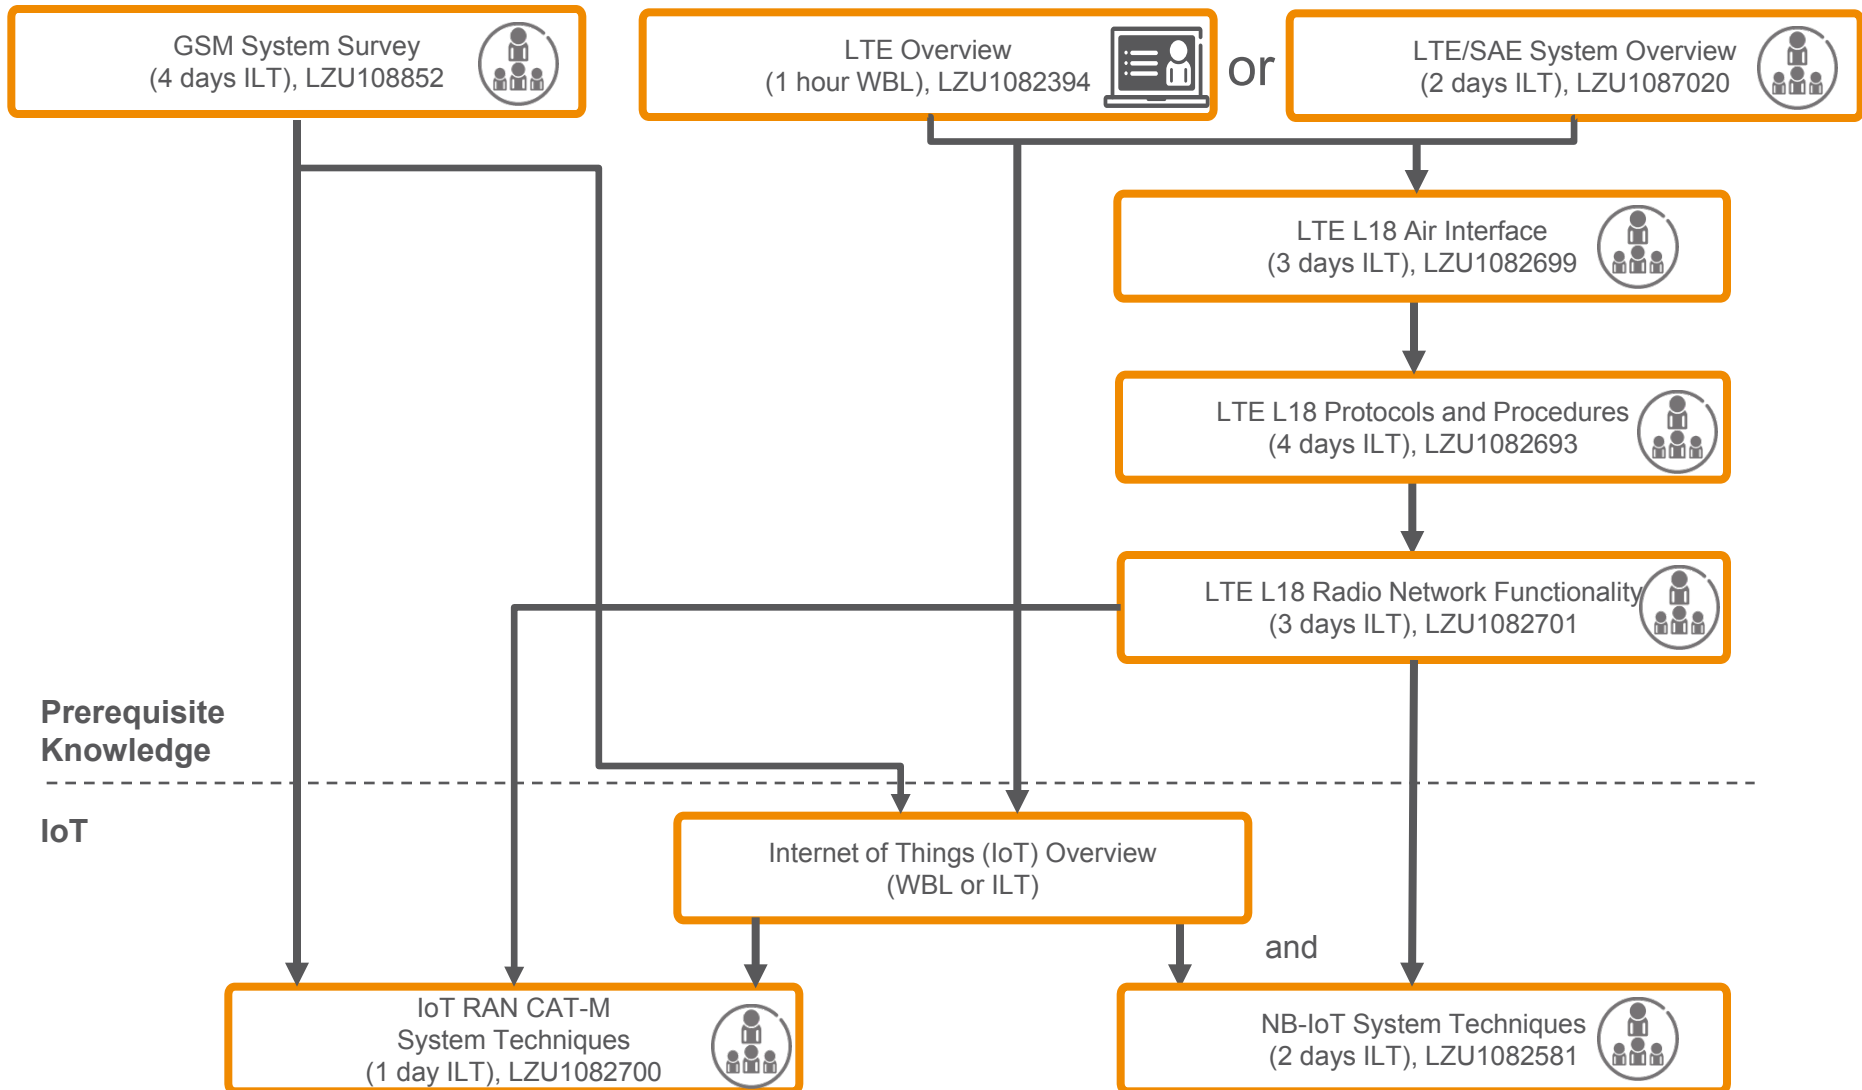 GSM System Survey
(4 days ILT), LZU108852
LTE Overview
(1 hour WBL), LZU1082394
or
LTE/SAE System Overview
(2 days ILT), LZU1087020
LTE L18 Air Interface
(3 days ILT), LZU1082699
LTE L18 Protocols and Procedures
(4 days ILT), LZU1082693
LTE L18 Radio Network Functionality
(3 days ILT), LZU1082701
Prerequisite
Knowledge
IoT
Internet of Things (IoT) Overview
(WBL or ILT)
and
IoT RAN CAT-M
System Techniques
(1 day ILT), LZU1082700
NB-IoT System Techniques
(2 days ILT), LZU1082581